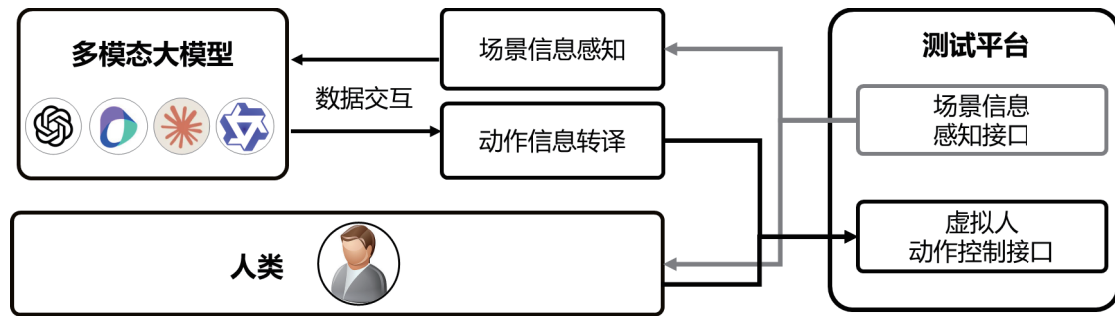 多模态大模型
场景信息感知
数据交互
动作信息转译
人类
测试平台
场景信息
感知接口
虚拟人
动作控制接口